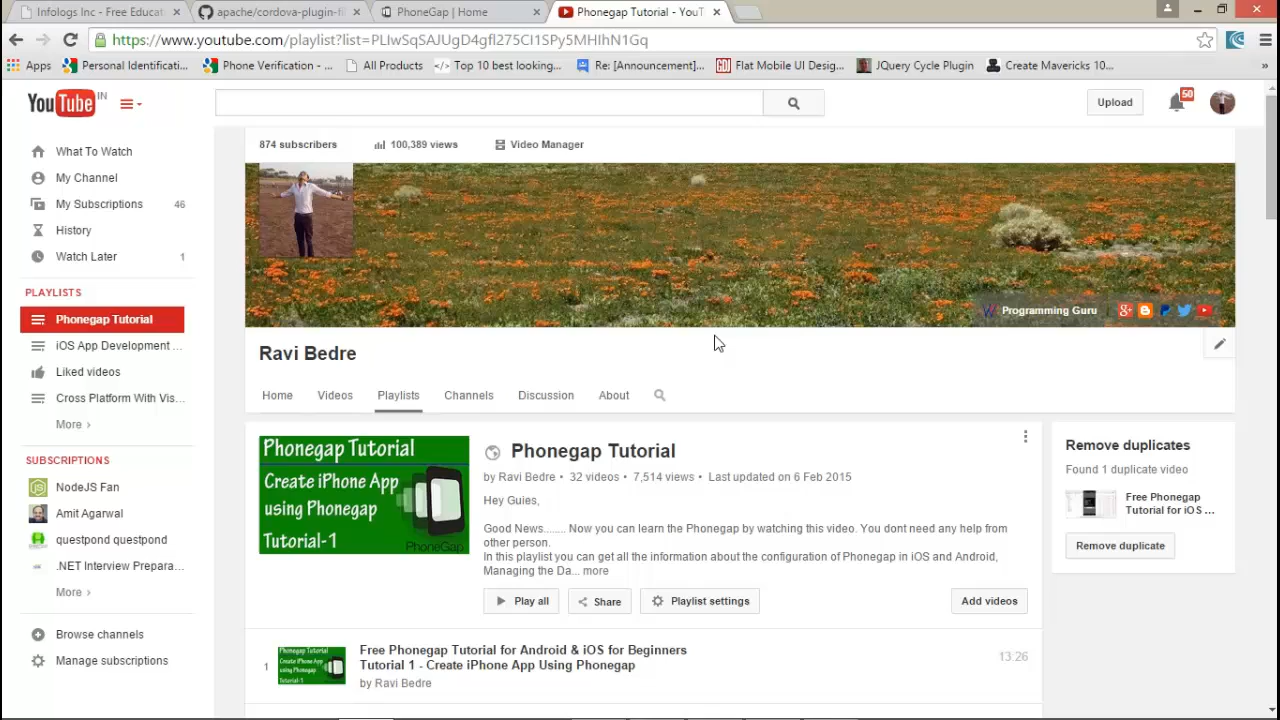 Infologs Inc - Free Educat
apache/cordova-plugin-fi
PhoneGap | Home
Phonegap Tutorial - YouT
https://www.youtube.com/playlist?list=PLIwSqSAJUgD4gfl275CI1SPy5MHIhN1Gq
Apps
Personal Identificati...
Phone Verification - ...
All Products
Top 10 best looking...
Re: [Announcement]...
Flat Mobile UI Design...
JQuery Cycle Plugin
Create Mavericks 10...
»
YouTube IN
Upload
50
What To Watch
My Channel
My Subscriptions 46
History
Watch Later 1
PLAYLISTS
Phonegap Tutorial
iOS App Development ...
Liked videos
Cross Platform With Vis...
More ›
SUBSCRIPTIONS
NodeJS Fan
Amit Agarwal
questpond questpond
.NET Interview Prepara...
More ›
Browse channels
Manage subscriptions
874 subscribers
100,389 views
Video Manager
Programming Guru
Ravi Bedre
Home
Videos
Playlists
Channels
Discussion
About
Phonegap Tutorial
Create iPhone App
using Phonegap
Tutorial-1
PhoneGap
Phonegap Tutorial
by Ravi Bedre • 32 videos • 7,514 views • Last updated on 6 Feb 2015
Hey Guies,
Good News........ Now you can learn the Phonegap by watching this video. You dont need any help from
other person.
In this playlist you can get all the information about the configuration of Phonegap in iOS and Android,
Managing the Da... more
Play all
Share
Playlist settings
Add videos
1
Phonegap Tutorial
Create iPhone App
using Phonegap
Tutorial-1
Free Phonegap Tutorial for Android & iOS for Beginners
Tutorial 1 - Create iPhone App Using Phonegap
by Ravi Bedre
13:26
Remove duplicates
Found 1 duplicate video
Free Phonegap
Tutorial for iOS ...
Remove duplicate